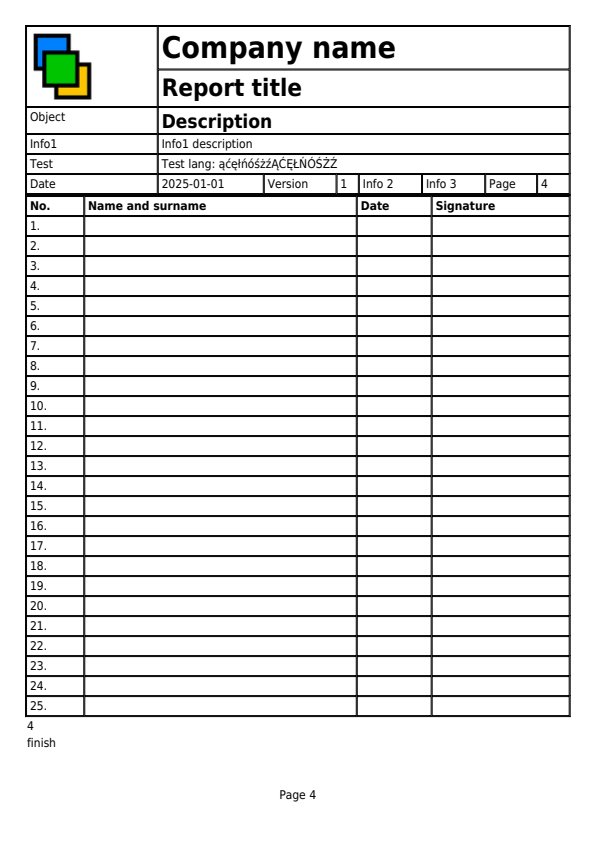 Company name
Report title
Object Description
Info1 Info1 description
Test Test lang: ąćęłńóśżźĄĆĘŁŃÓŚŻŹ
Date 2025-01-01 Version 1 Info 2 Info 3 Page 4
No. Name and surname Date Signature
1.
2.
3.
4.
5.
6.
7.
8.
9.
10.
11.
12.
13.
14.
15.
16.
17.
18.
19.
20.
21.
22.
23.
24.
25.
4
finish
Page 4